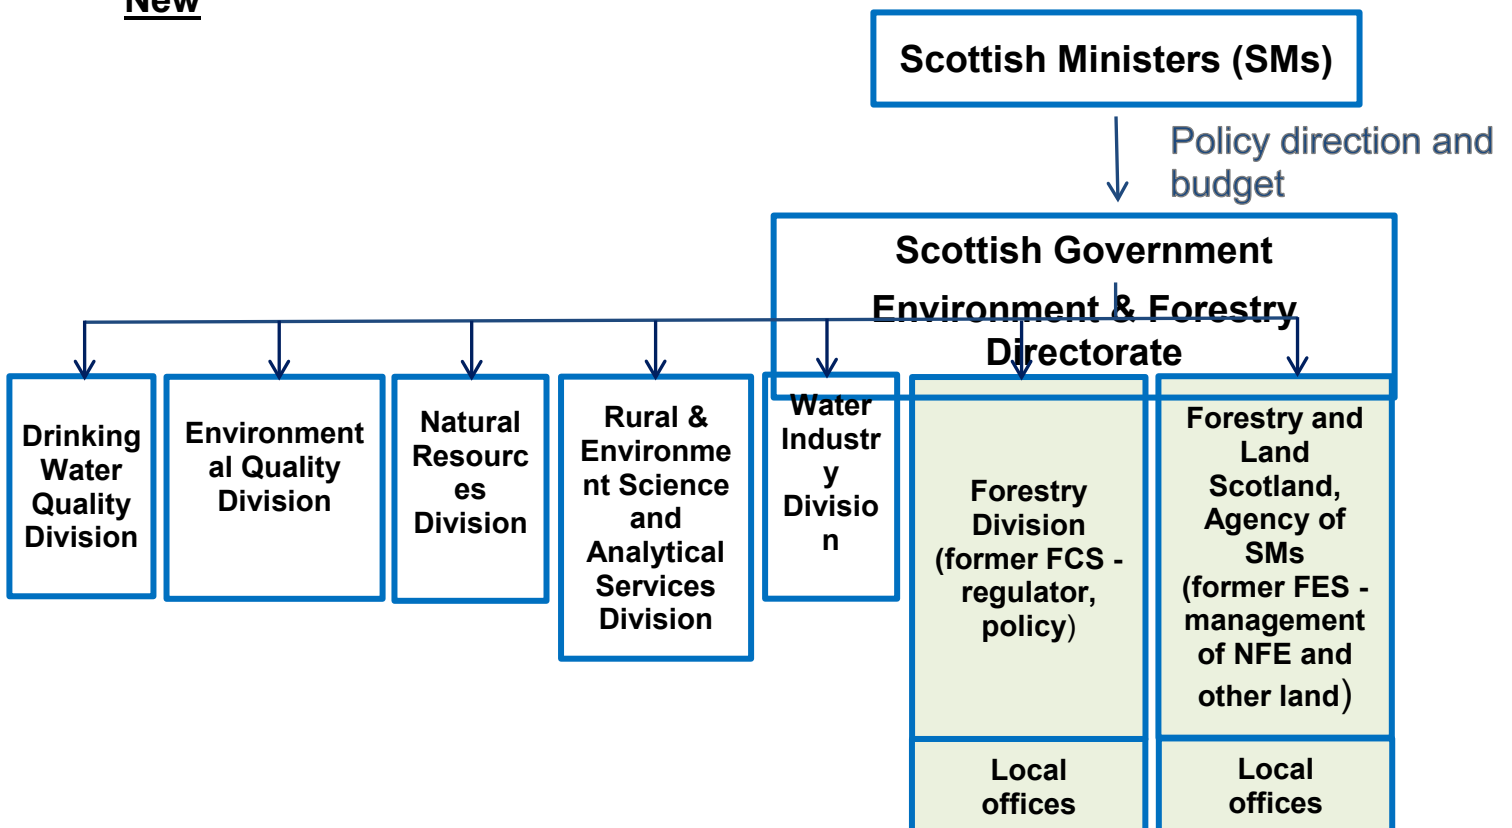 New
Scottish Ministers (SMs)
Policy direction and
budget
Scottish Government
Environment & Forestry
Directorate
Drinking
Water
Quality
Division
Environment
al Quality
Division
Natural
Resourc
es
Division
Rural &
Environme
nt Science
and
Analytical
Services
Division
Water
Industr
y
Divisio
n
Forestry
Division
(former FCS -
regulator,
policy)
Forestry and
Land
Scotland,
Agency of
SMs
(former FES -
management
of NFE and
other land)
Local
offices
Local
offices